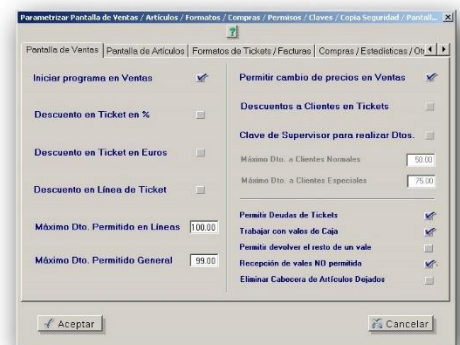 Parametrizar Pantalla de Ventas / Artículos / Formatos / Compras / Permisos / Claves / Copia Seguridad / Pantall...
Pantalla de Ventas
Pantalla de Artículos
Formatos de Tickets / Facturas
Compras / Estadísticas / Otr
Iniciar programa en Ventas
Descuento en Ticket en %
Descuento en Ticket en Euros
Descuento en Línea de Ticket
Máximo Dto. Permitido en Líneas 100.00
Máximo Dto. Permitido General 99.00
Permitir cambio de precios en Ventas
Descuentos a Clientes en Tickets
Clave de Supervisor para realizar Dtos.
Máximo Dto. a Clientes Normales 50.00
Máximo Dto. a Clientes Especiales 75.00
Permitir Deudas de Tickets
Trabajar con vales de Caja
Permitir devolver el resto de un vale
Recepción de vales NO permitida
Eliminar Cabecera de Artículos Dejados
Aceptar
Cancelar